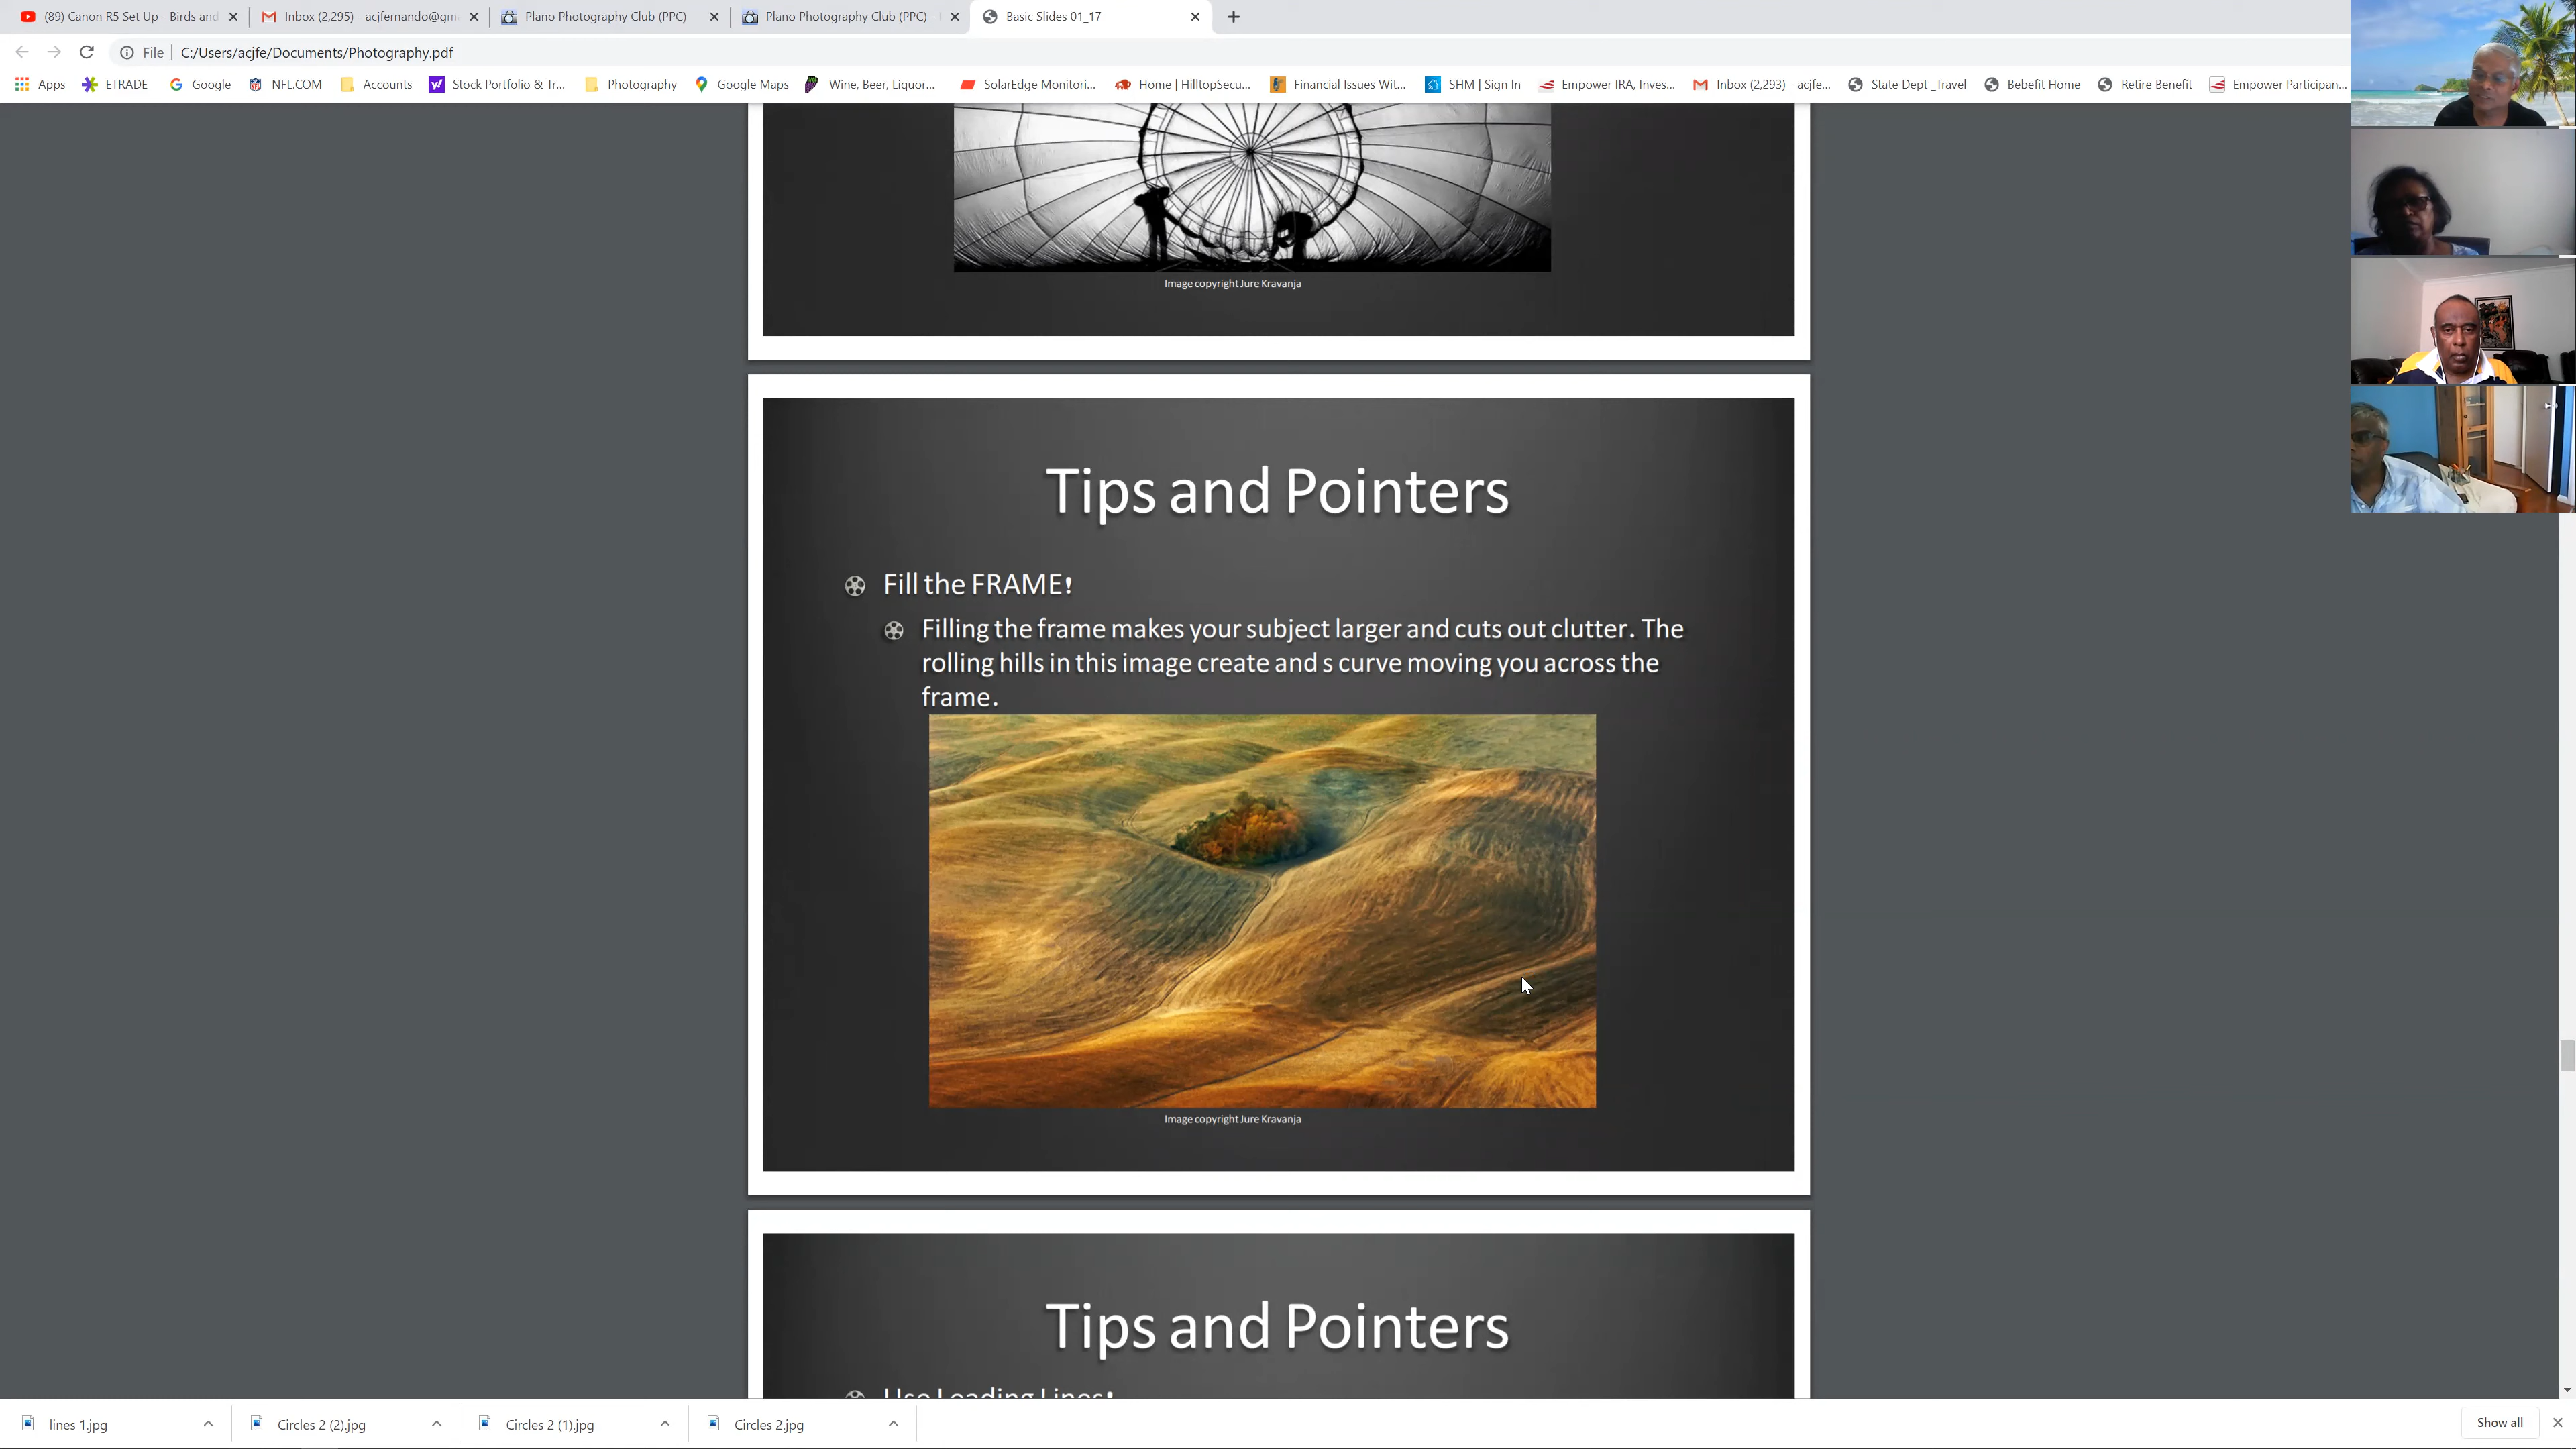 (89) Canon R5 Set Up - Birds and
Inbox (2,295) - acjfernando@gm
Plano Photography Club (PPC)
Plano Photography Club (PPC) -
Basic Slides 01_17
File
C:/Users/acjfe/Documents/Photography.pdf
Apps
ETRADE
Google
NFL.COM
Accounts
Stock Portfolio & Tr...
Photography
Google Maps
Wine, Beer, Liquor...
SolarEdge Monitori...
Home | HilltopSecu...
Financial Issues Wit...
SHM | Sign In
Empower IRA, Inves...
Inbox (2,293) - acjfe...
State Dept _Travel
Bebefit Home
Retire Benefit
Empower Participan...
Image copyright Jure Kravanja
Tips and Pointers
Fill the FRAME!
Filling the frame makes your subject larger and cuts out clutter. The
rolling hills in this image create and s curve moving you across the
frame.
Image copyright Jure Kravanja
Tips and Pointers
Use Leading Lines!
lines 1.jpg
Circles 2 (2).jpg
Circles 2 (1).jpg
Circles 2.jpg
Show all